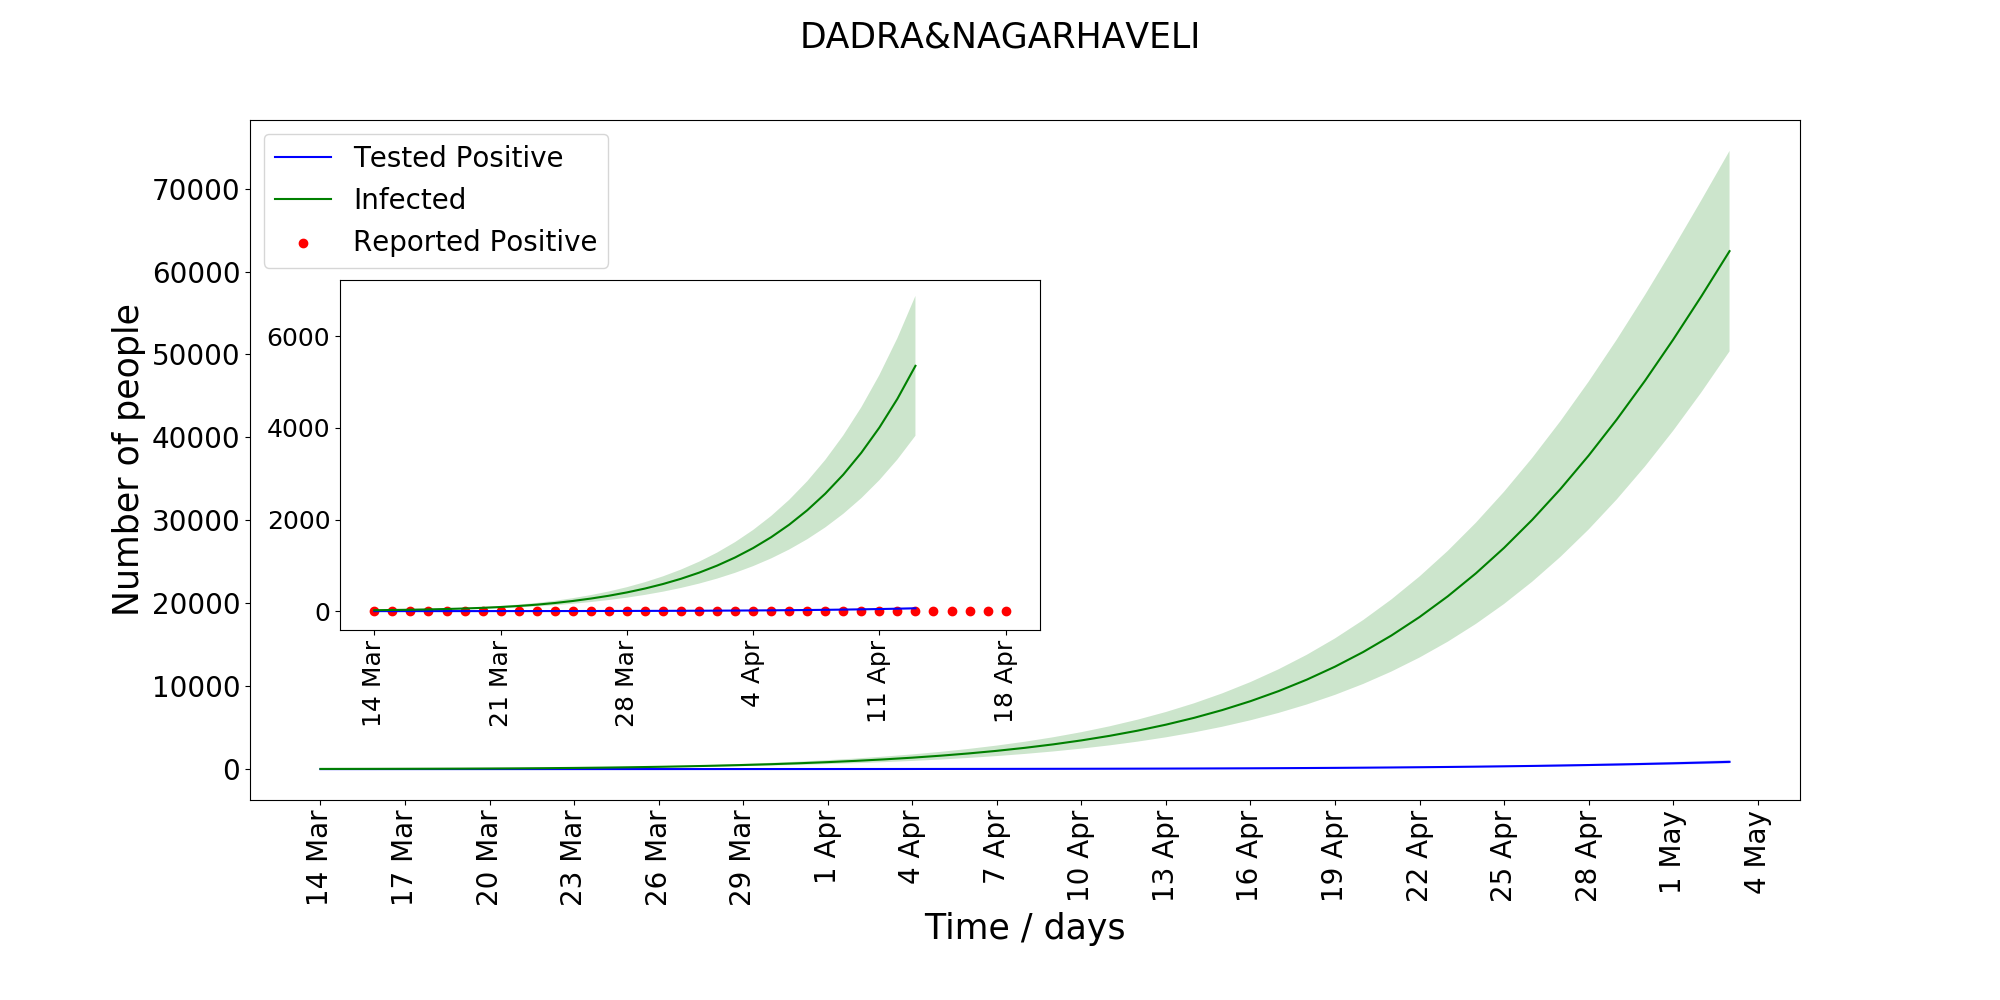 DADRA&NAGARHAVELI
Tested Positive
Infected
Reported Positive
Number of people
70000
60000
50000
40000
30000
20000
10000
0
6000
4000
2000
0
14 Mar
21 Mar
28 Mar
4 Apr
11 Apr
18 Apr
14 Mar
17 Mar
20 Mar
23 Mar
26 Mar
29 Mar
1 Apr
4 Apr
7 Apr
10 Apr
13 Apr
16 Apr
19 Apr
22 Apr
25 Apr
28 Apr
1 May
4 May
Time / days